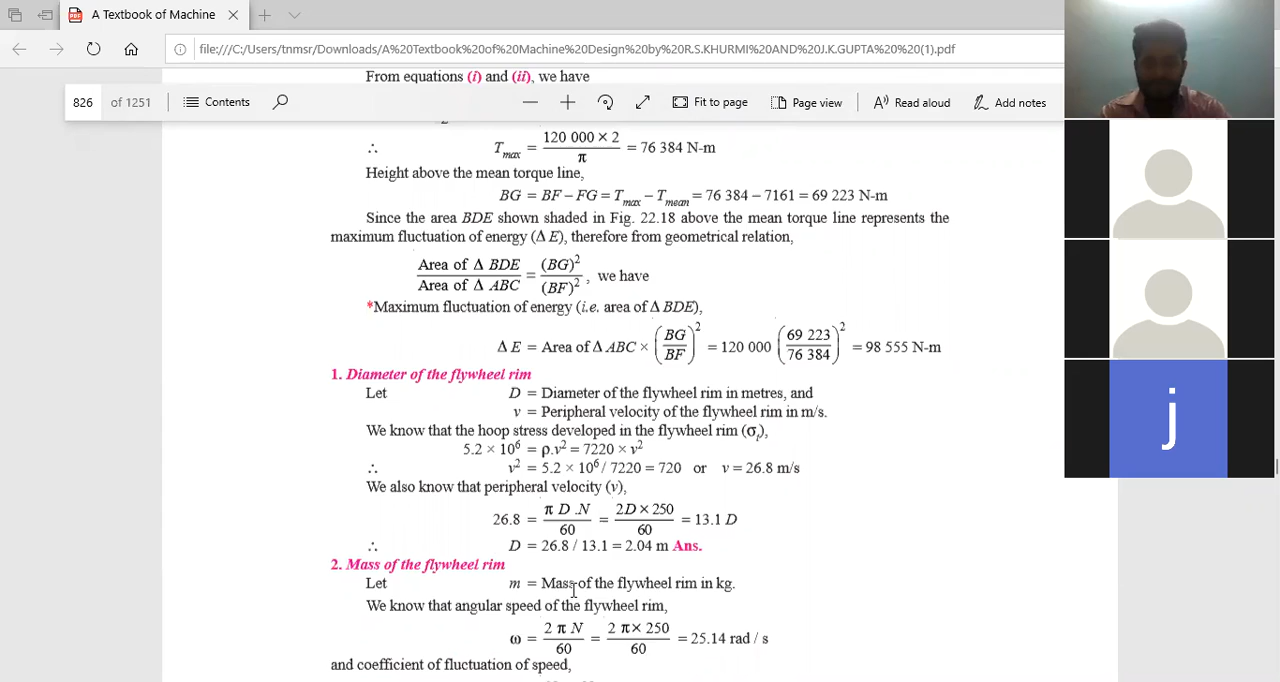 A Textbook of Machine
file:///C:/Users/tnmsr/Downloads/A%20Textbook%20of%20Machine%20Design%20by%20R.S.KHURMI%20AND%20J.K.GUPTA%20%20(1).pdf
From equations (i) and (ii), we have
826 of 1251 Contents Fit to page Page view Read aloud Add notes
∴ Tmax = 120 000 × 2 / π = 76 384 N-m
Height above the mean torque line,
BG = BF – FG = Tmax – Tmean = 76 384 – 7161 = 69 223 N-m
Since the area BDE shown shaded in Fig. 22.18 above the mean torque line represents the
maximum fluctuation of energy (Δ E), therefore from geometrical relation,
Area of Δ BDE / Area of Δ ABC = (BG)² / (BF)², we have
*Maximum fluctuation of energy (i.e. area of Δ BDE),
Δ E = Area of Δ ABC × (BG / BF)² = 120 000 (69 223 / 76 384)² = 98 555 N-m
1. Diameter of the flywheel rim
Let D = Diameter of the flywheel rim in metres, and
v = Peripheral velocity of the flywheel rim in m/s.
We know that the hoop stress developed in the flywheel rim (σt),
5.2 × 10⁶ = ρ.v² = 7220 × v²
∴ v² = 5.2 × 10⁶ / 7220 = 720 or v = 26.8 m/s
We also know that peripheral velocity (v),
26.8 = π D .N / 60 = 2D × 250 / 60 = 13.1 D
∴ D = 26.8 / 13.1 = 2.04 m Ans.
2. Mass of the flywheel rim
Let m = Mass of the flywheel rim in kg.
We know that angular speed of the flywheel rim,
ω = 2 π N / 60 = 2 π× 250 / 60 = 25.14 rad / s
and coefficient of fluctuation of speed,
j